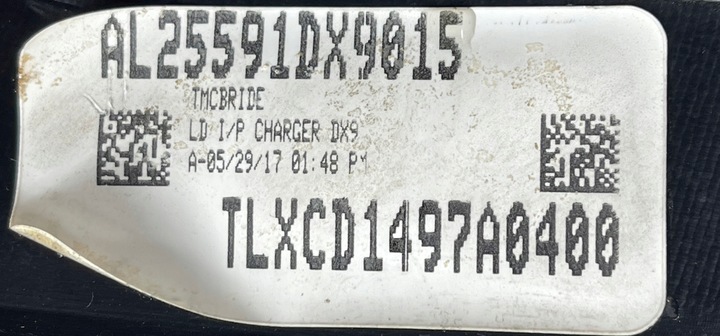 AL25591DX9015
TMCBRIDE
LD I/P CHARGER DX9
A-05/29/17 01:48 PM
TLXCD1497A0400